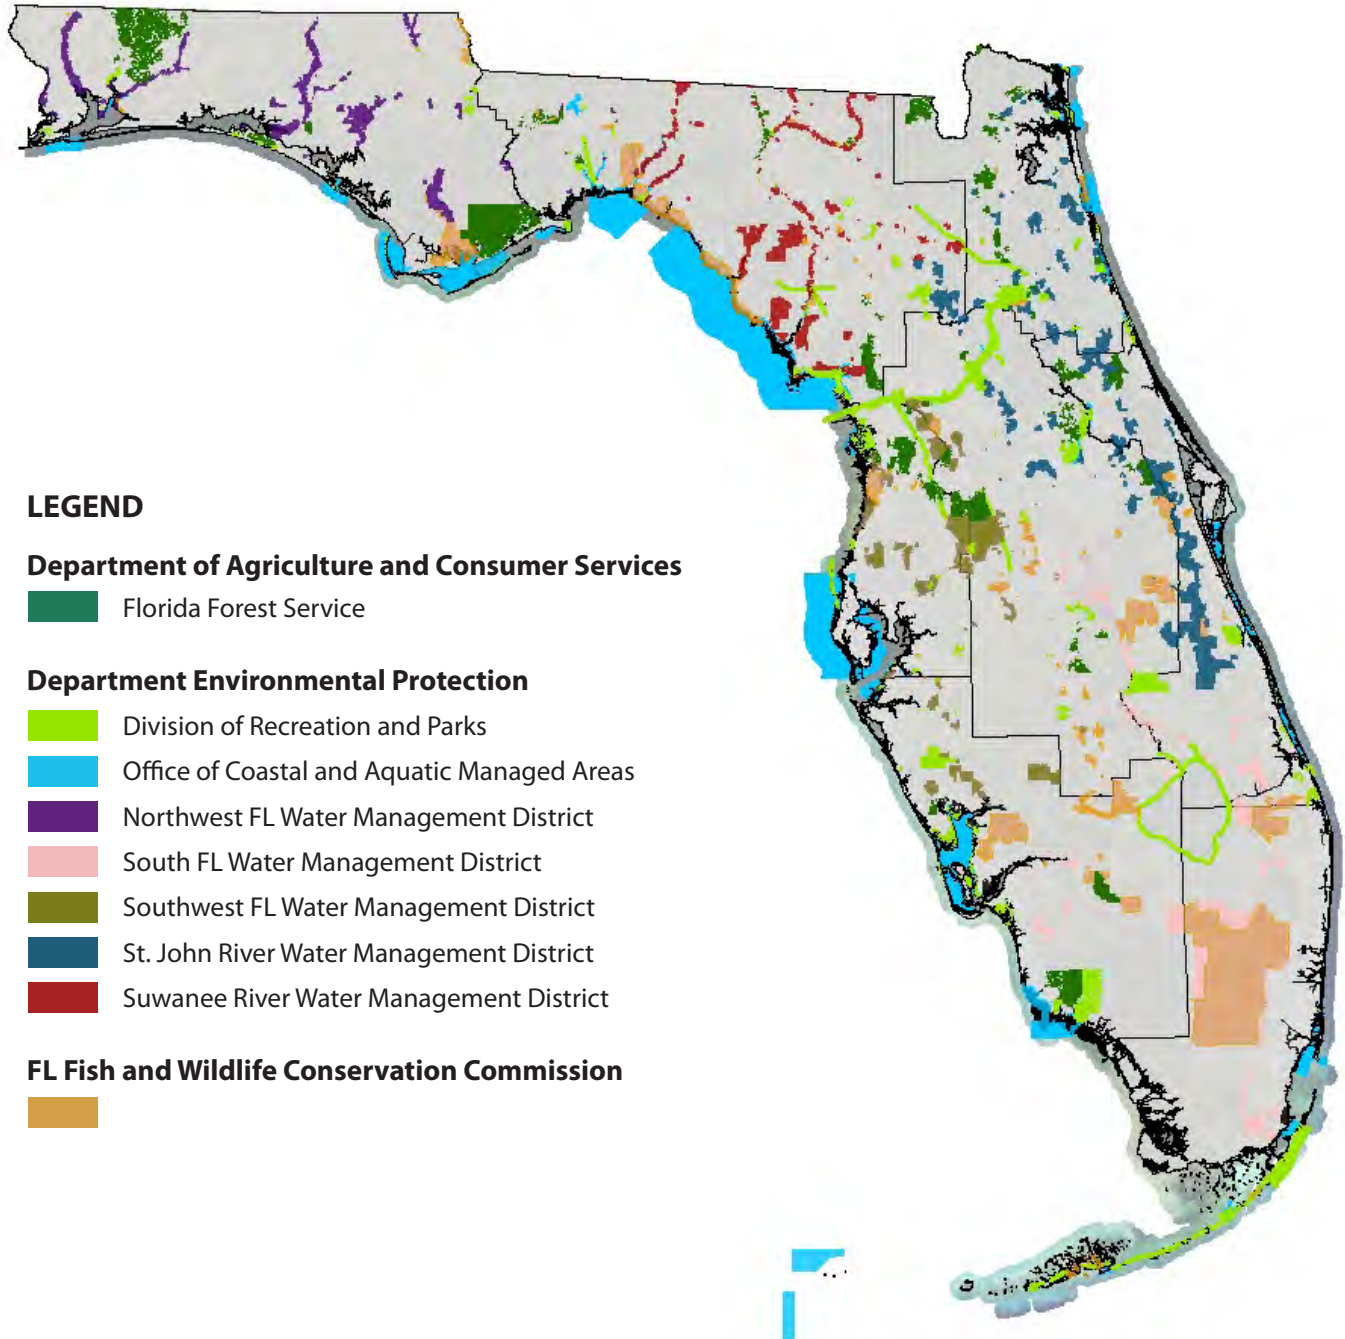 LEGEND
Department of Agriculture and Consumer Services
Florida Forest Service
Department Environmental Protection
Division of Recreation and Parks
Office of Coastal and Aquatic Managed Areas
Northwest FL Water Management District
South FL Water Management District
Southwest FL Water Management District
St. John River Water Management District
Suwanee River Water Management District
FL Fish and Wildlife Conservation Commission